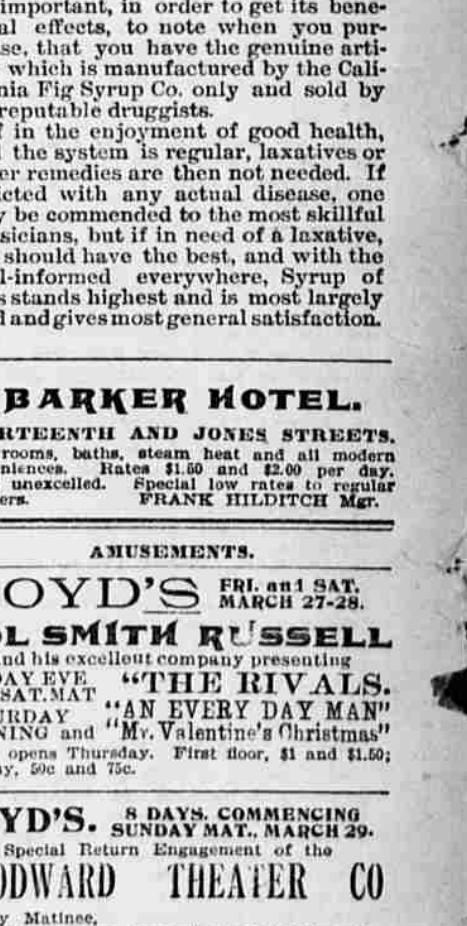 important, in order to get its bene-
al effects, to note when you pur-
se, that you have the genuine arti-
which is manufactured by the Cali-
nia Fig Syrup Co. only and sold by
reputable druggists.
in the enjoyment of good health,
the system is regular, laxatives or
er remedies are then not needed. If
icted with any actual disease, one
y be commended to the most skillful
sicians, but if in need of a laxative,
should have the best, and with the
l-informed everywhere, Syrup of
s stands highest and is most largely
d and gives most general satisfaction.
BARKER HOTEL.
RTEENTH AND JONES STREETS.
rooms, baths, steam heat and all modern
niences. Rates $1.50 and $2.00 per day.
unexcelled. Special low rates to regular
ers. FRANK HILDITCH Mgr.
AMUSEMENTS.
OYD'S FRI. and SAT.
MARCH 27-28.
OL SMITH RUSSELL
nd his excellent company presenting
DAY EVE
SAT. MAT "THE RIVALS.
URDAY "AN EVERY DAY MAN"
NING and "Mr. Valentine's Christmas"
opens Thursday. First floor, $1 and $1.50;
ny, 50c and 75c.
YD'S. 8 DAYS. COMMENCING
SUNDAY MAT., MARCH 29.
Special Return Engagement of the
ODWARD THEATER CO
y Matinee,